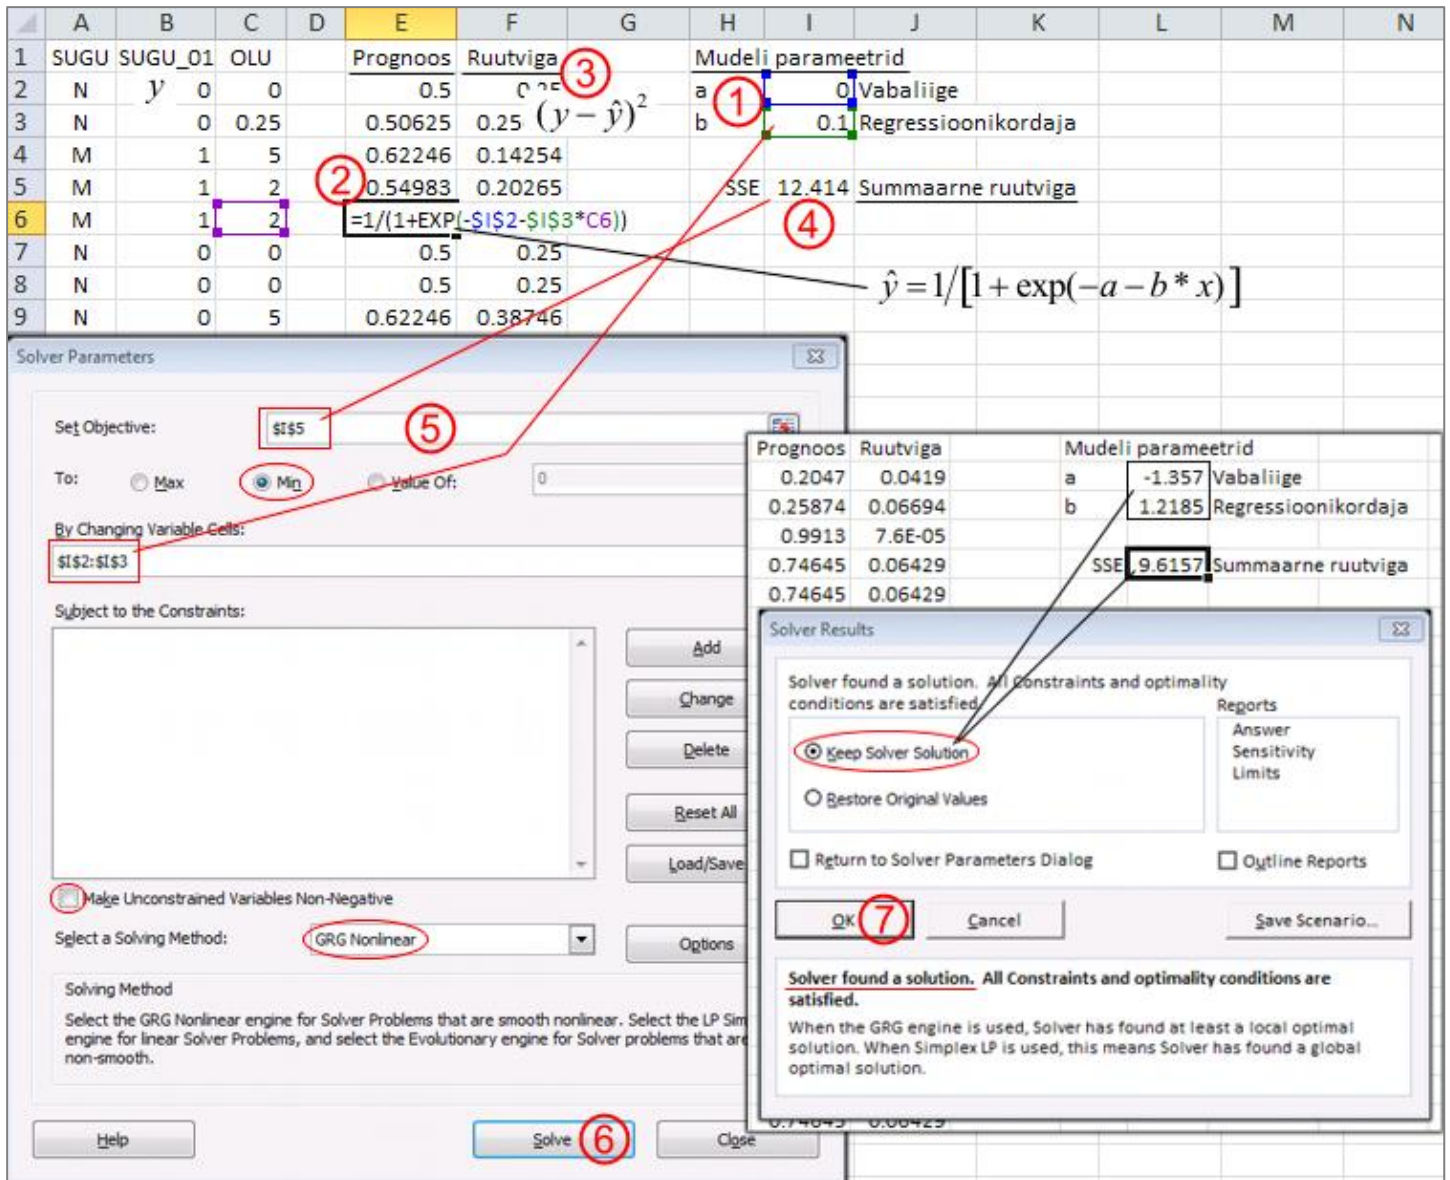 A B C D E F G H I J K L M N
1 SUGU SUGU_01 OLU Prognoos Ruutviga Mudeli parameetrid
③
2 N y 0 0 0.5 a ① 0 Vabaliige
(y − ŷ)²
3 N 0 0.25 0.50625 0.25 b 0.1 Regressioonikordaja
4 M 1 5 0.62246 0.14254
5 M 1 2 ② 0.54983 0.20265 SSE 12.414 Summaarne ruutviga
6 M 1 2 =1/(1+EXP(-$I$2-$I$3*C6)) ④
7 N 0 0 0.5 0.25
8 N 0 0 0.5 0.25
ŷ = 1/[1 + exp(−a − b * x)]
9 N 0 5 0.62246 0.38746
Solver Parameters
Set Objective: $I$5 ⑤
To: Max Min Value Of: 0
By Changing Variable Cells:
$I$2:$I$3
Subject to the Constraints:
Add
Change
Delete
Reset All
Load/Save
Make Unconstrained Variables Non-Negative
Select a Solving Method: GRG Nonlinear Options
Solving Method
Select the GRG Nonlinear engine for Solver Problems that are smooth nonlinear. Select the LP Sim
engine for linear Solver Problems, and select the Evolutionary engine for Solver problems that are
non-smooth.
Help Solve ⑥ Close
Prognoos Ruutviga Mudeli parameetrid
0.2047 0.0419 a -1.357 Vabaliige
0.25874 0.06694 b 1.2185 Regressioonikordaja
0.9913 7.6E-05
0.74645 0.06429 SSE 9.6157 Summaarne ruutviga
0.74645 0.06429
Solver Results
Solver found a solution. All Constraints and optimality
conditions are satisfied.
Reports
Answer
Sensitivity
Limits
Keep Solver Solution
Restore Original Values
Return to Solver Parameters Dialog Outline Reports
OK ⑦ Cancel Save Scenario...
Solver found a solution. All Constraints and optimality conditions are
satisfied.
When the GRG engine is used, Solver has found at least a local optimal
solution. When Simplex LP is used, this means Solver has found a global
optimal solution.
0.74645 0.06429